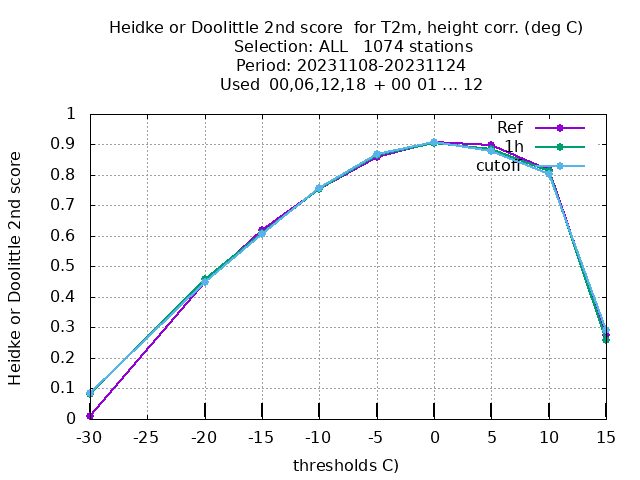 Heidke or Doolittle 2nd score  for T2m, height corr. (deg C)
Selection: ALL   1074 stations
Period: 20231108-20231124
Used  00,06,12,18  + 00 01 ... 12
Ref
1h
cutoff
Heidke or Doolittle 2nd score
1
0.9
0.8
0.7
0.6
0.5
0.4
0.3
0.2
0.1
0
-30 -25 -20 -15 -10 -5 0 5 10 15
thresholds C)